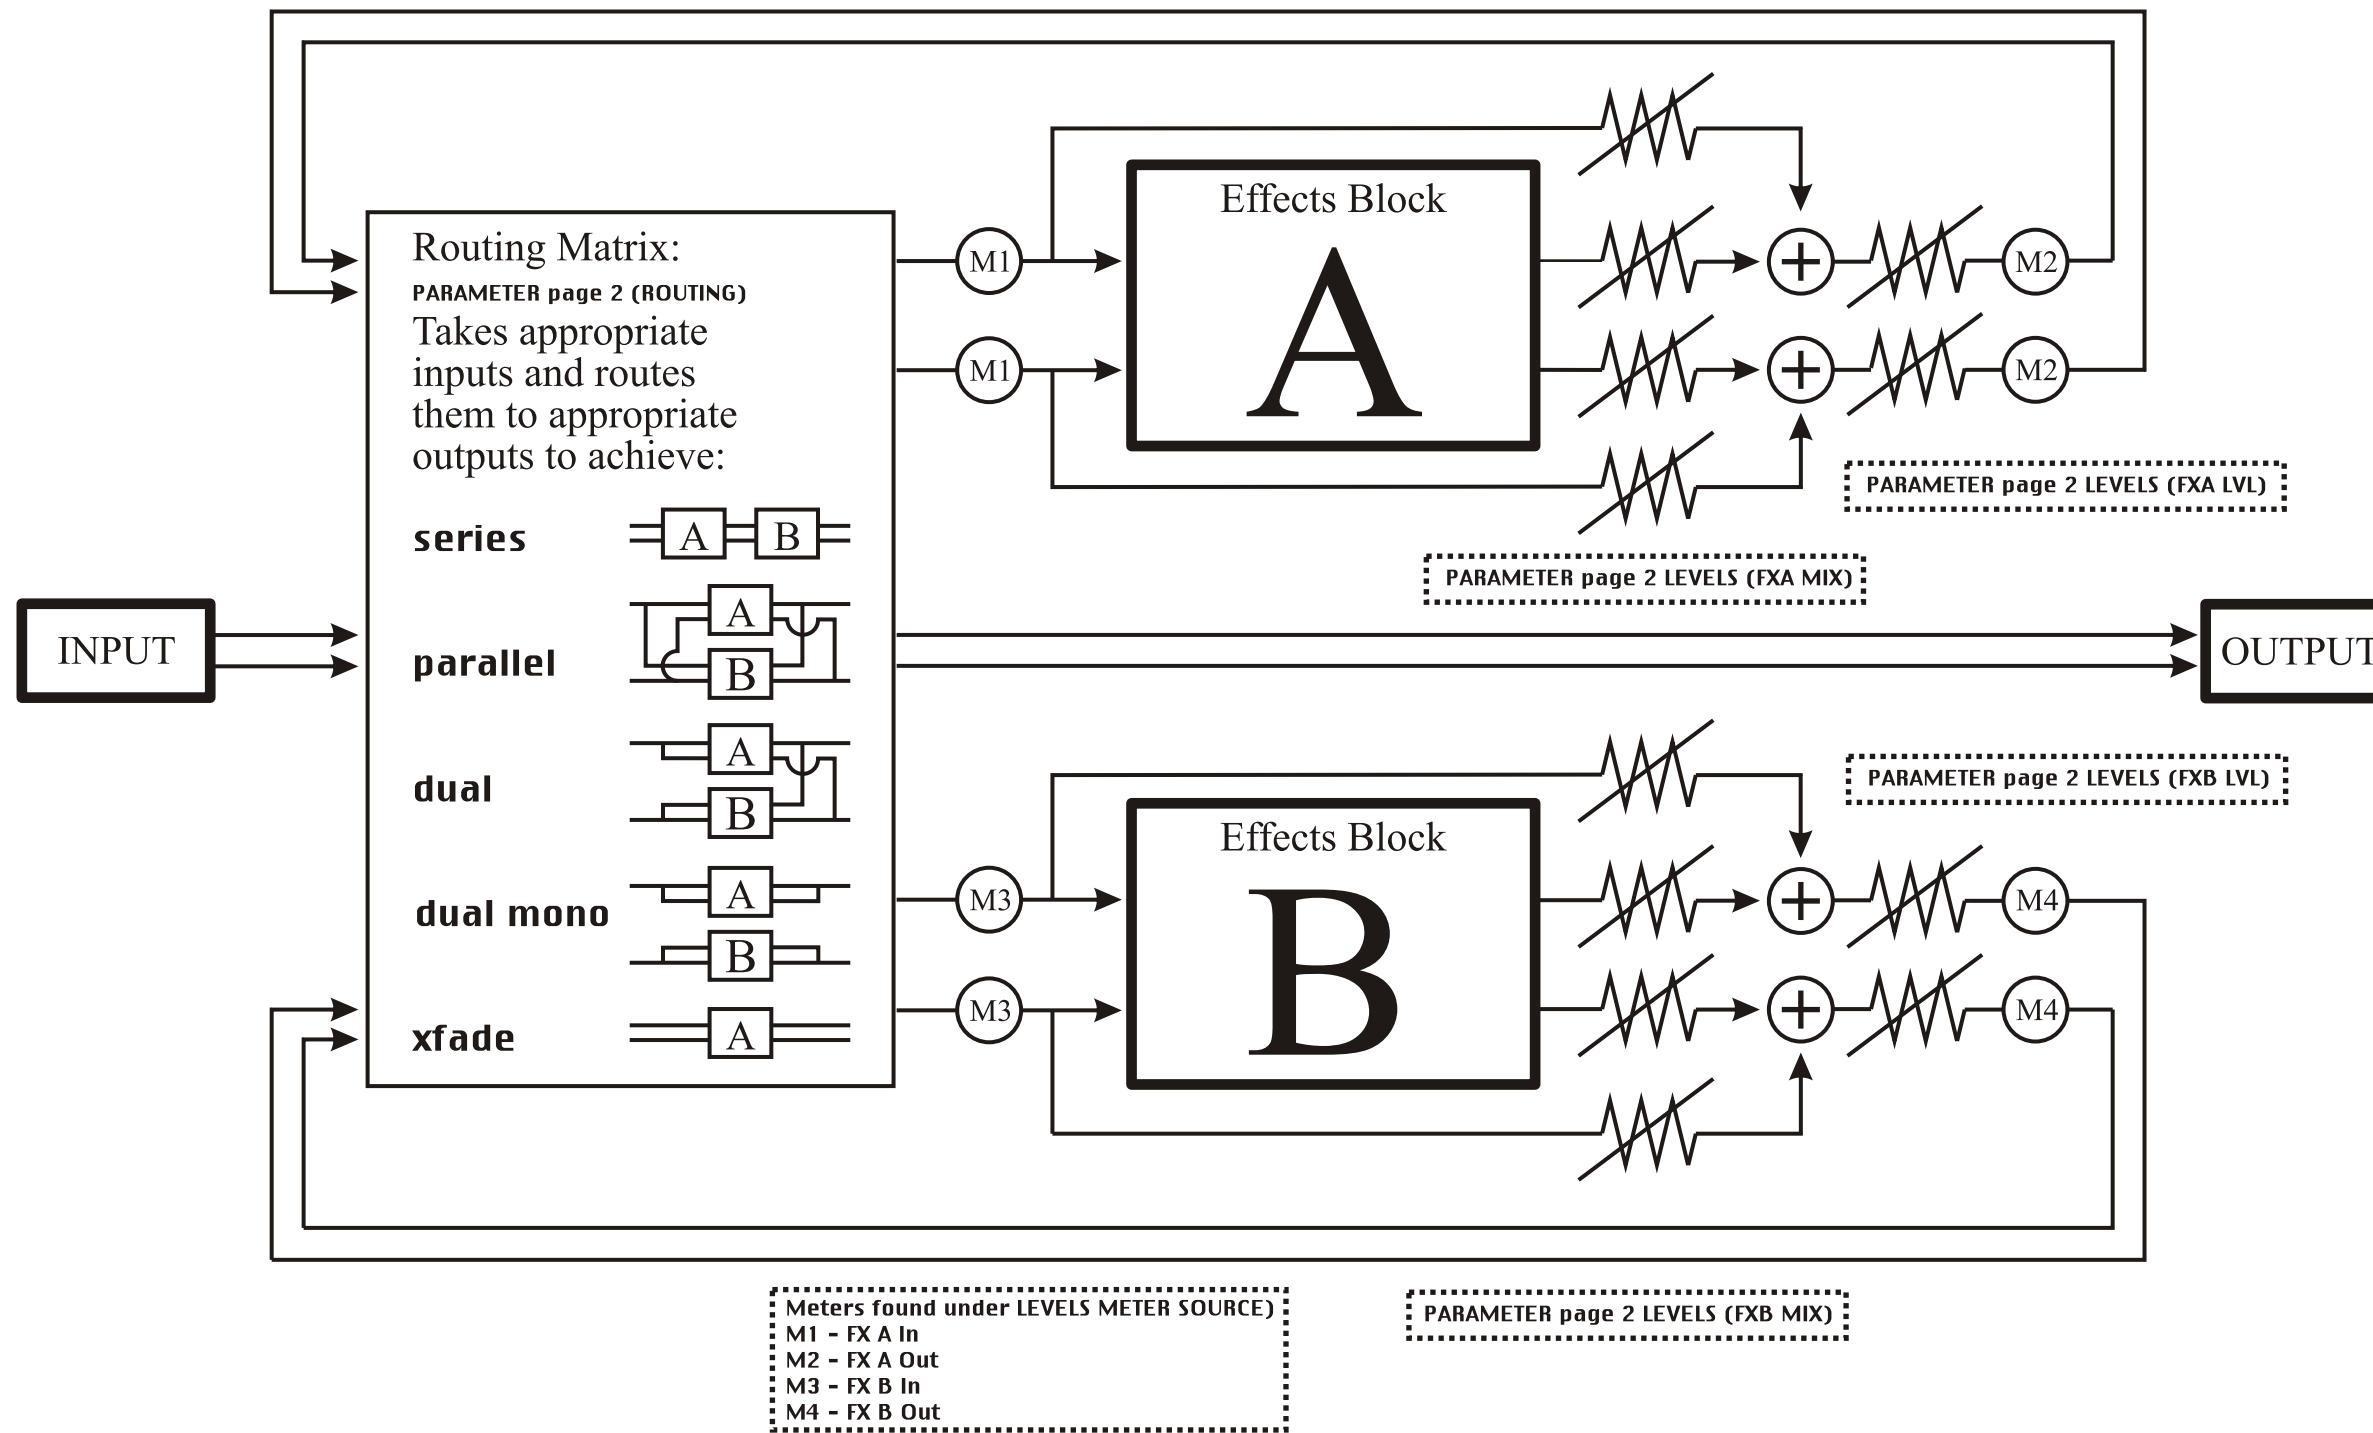 Effects Block
A
M1
M1
M2
M2
Routing Matrix:
PARAMETER page 2 (ROUTING)
Takes appropriate
inputs and routes
them to appropriate
outputs to achieve:
series
A
B
parallel
A
B
dual
A
B
dual mono
A
B
xfade
A
PARAMETER page 2 LEVELS (FXA LVL)
PARAMETER page 2 LEVELS (FXA MIX)
INPUT
OUTPUT
PARAMETER page 2 LEVELS (FXB LVL)
Effects Block
B
M3
M3
M4
M4
Meters found under LEVELS METER SOURCE)
M1 - FX A In
M2 - FX A Out
M3 - FX B In
M4 - FX B Out
PARAMETER page 2 LEVELS (FXB MIX)